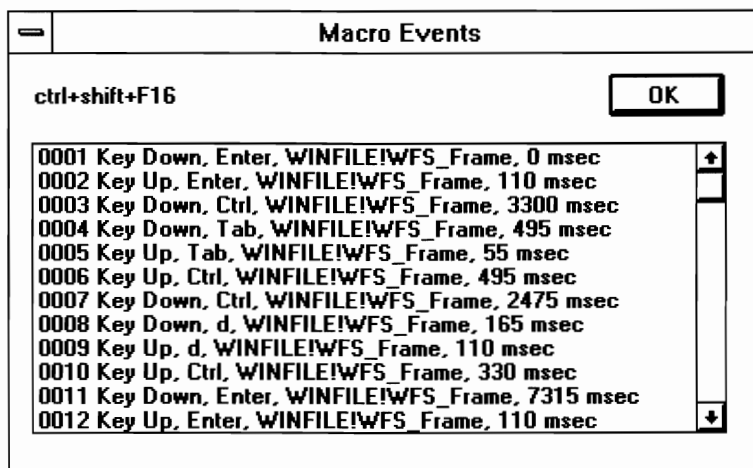 Macro Events
ctrl+shift+F16
OK
0001 Key Down, Enter, WINFILE!WFS_Frame, 0 msec
0002 Key Up, Enter, WINFILE!WFS_Frame, 110 msec
0003 Key Down, Ctrl, WINFILE!WFS_Frame, 3300 msec
0004 Key Down, Tab, WINFILE!WFS_Frame, 495 msec
0005 Key Up, Tab, WINFILE!WFS_Frame, 55 msec
0006 Key Up, Ctrl, WINFILE!WFS_Frame, 495 msec
0007 Key Down, Ctrl, WINFILE!WFS_Frame, 2475 msec
0008 Key Down, d, WINFILE!WFS_Frame, 165 msec
0009 Key Up, d, WINFILE!WFS_Frame, 110 msec
0010 Key Up, Ctrl, WINFILE!WFS_Frame, 330 msec
0011 Key Down, Enter, WINFILE!WFS_Frame, 7315 msec
0012 Key Up, Enter, WINFILE!WFS_Frame, 110 msec